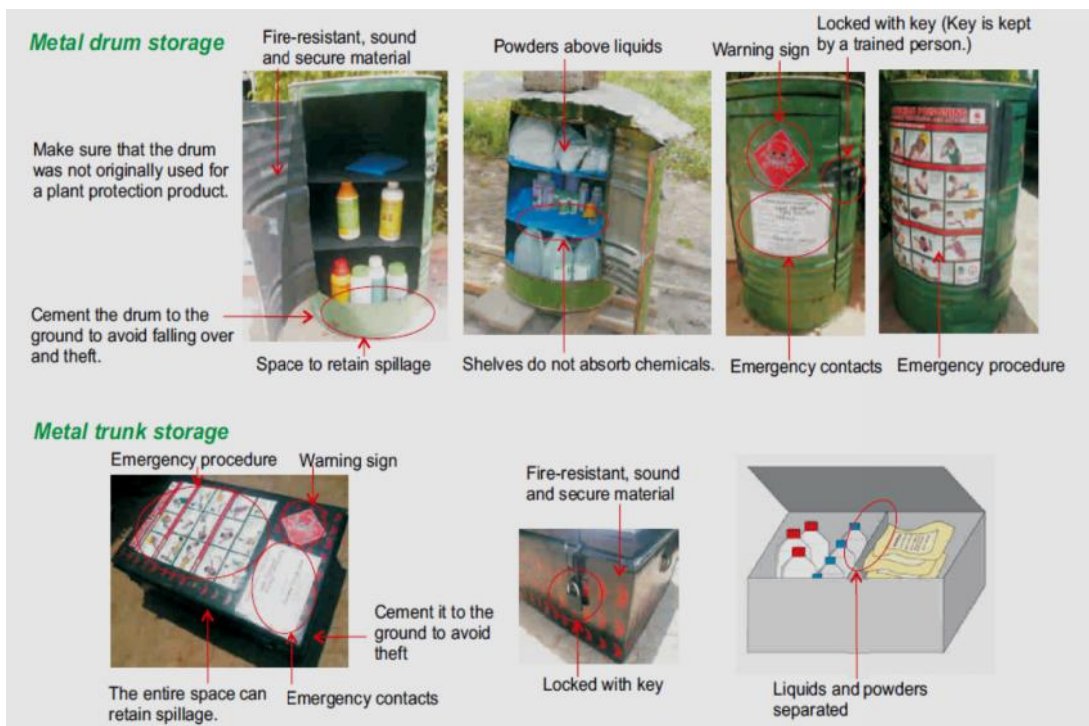 Metal drum storage
Fire-resistant, sound
and secure material
Powders above liquids
Warning sign
Locked with key (Key is kept
by a trained person.)
Make sure that the drum
was not originally used for
a plant protection product.
Cement the drum to the
ground to avoid falling over
and theft.
Space to retain spillage
Shelves do not absorb chemicals.
Emergency contacts
Emergency procedure
Metal trunk storage
Emergency procedure
Warning sign
Fire-resistant, sound
and secure material
Cement it to the
ground to avoid
theft
The entire space can
retain spillage.
Emergency contacts
Locked with key
Liquids and powders
separated